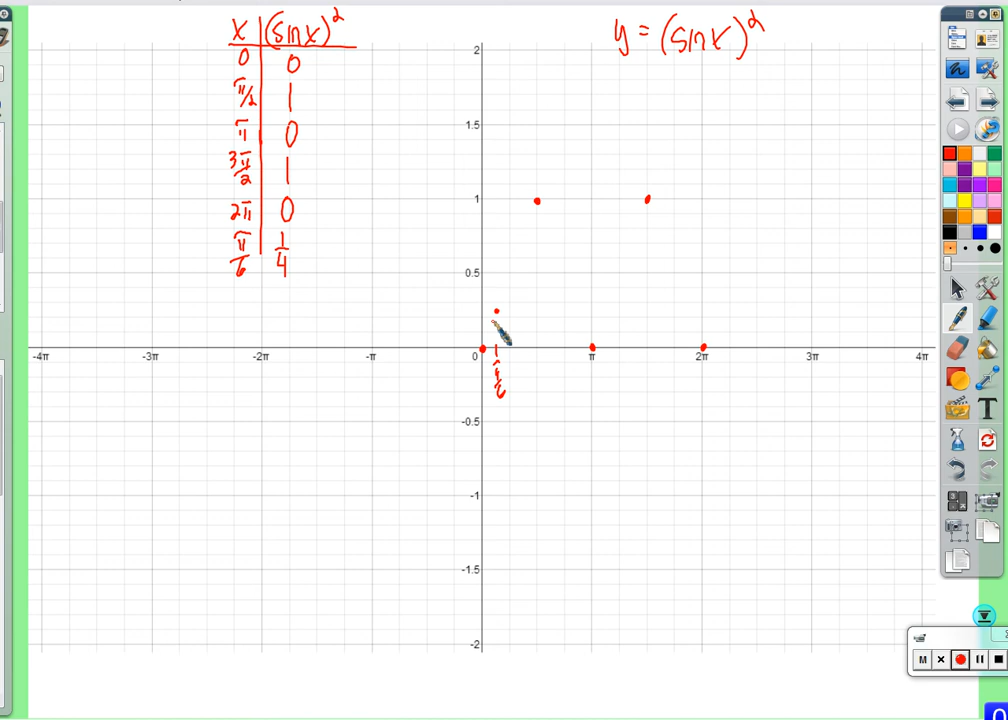 x (sin x)²
0 0
π/2 1
π 0
3π/2 1
2π 0
π/6 1/4
y = (sin x)²
2
1.5
1
0.5
-4π -3π -2π -π 0 π 2π 3π 4π
π/6
-0.5
-1
-1.5
-2
T
M